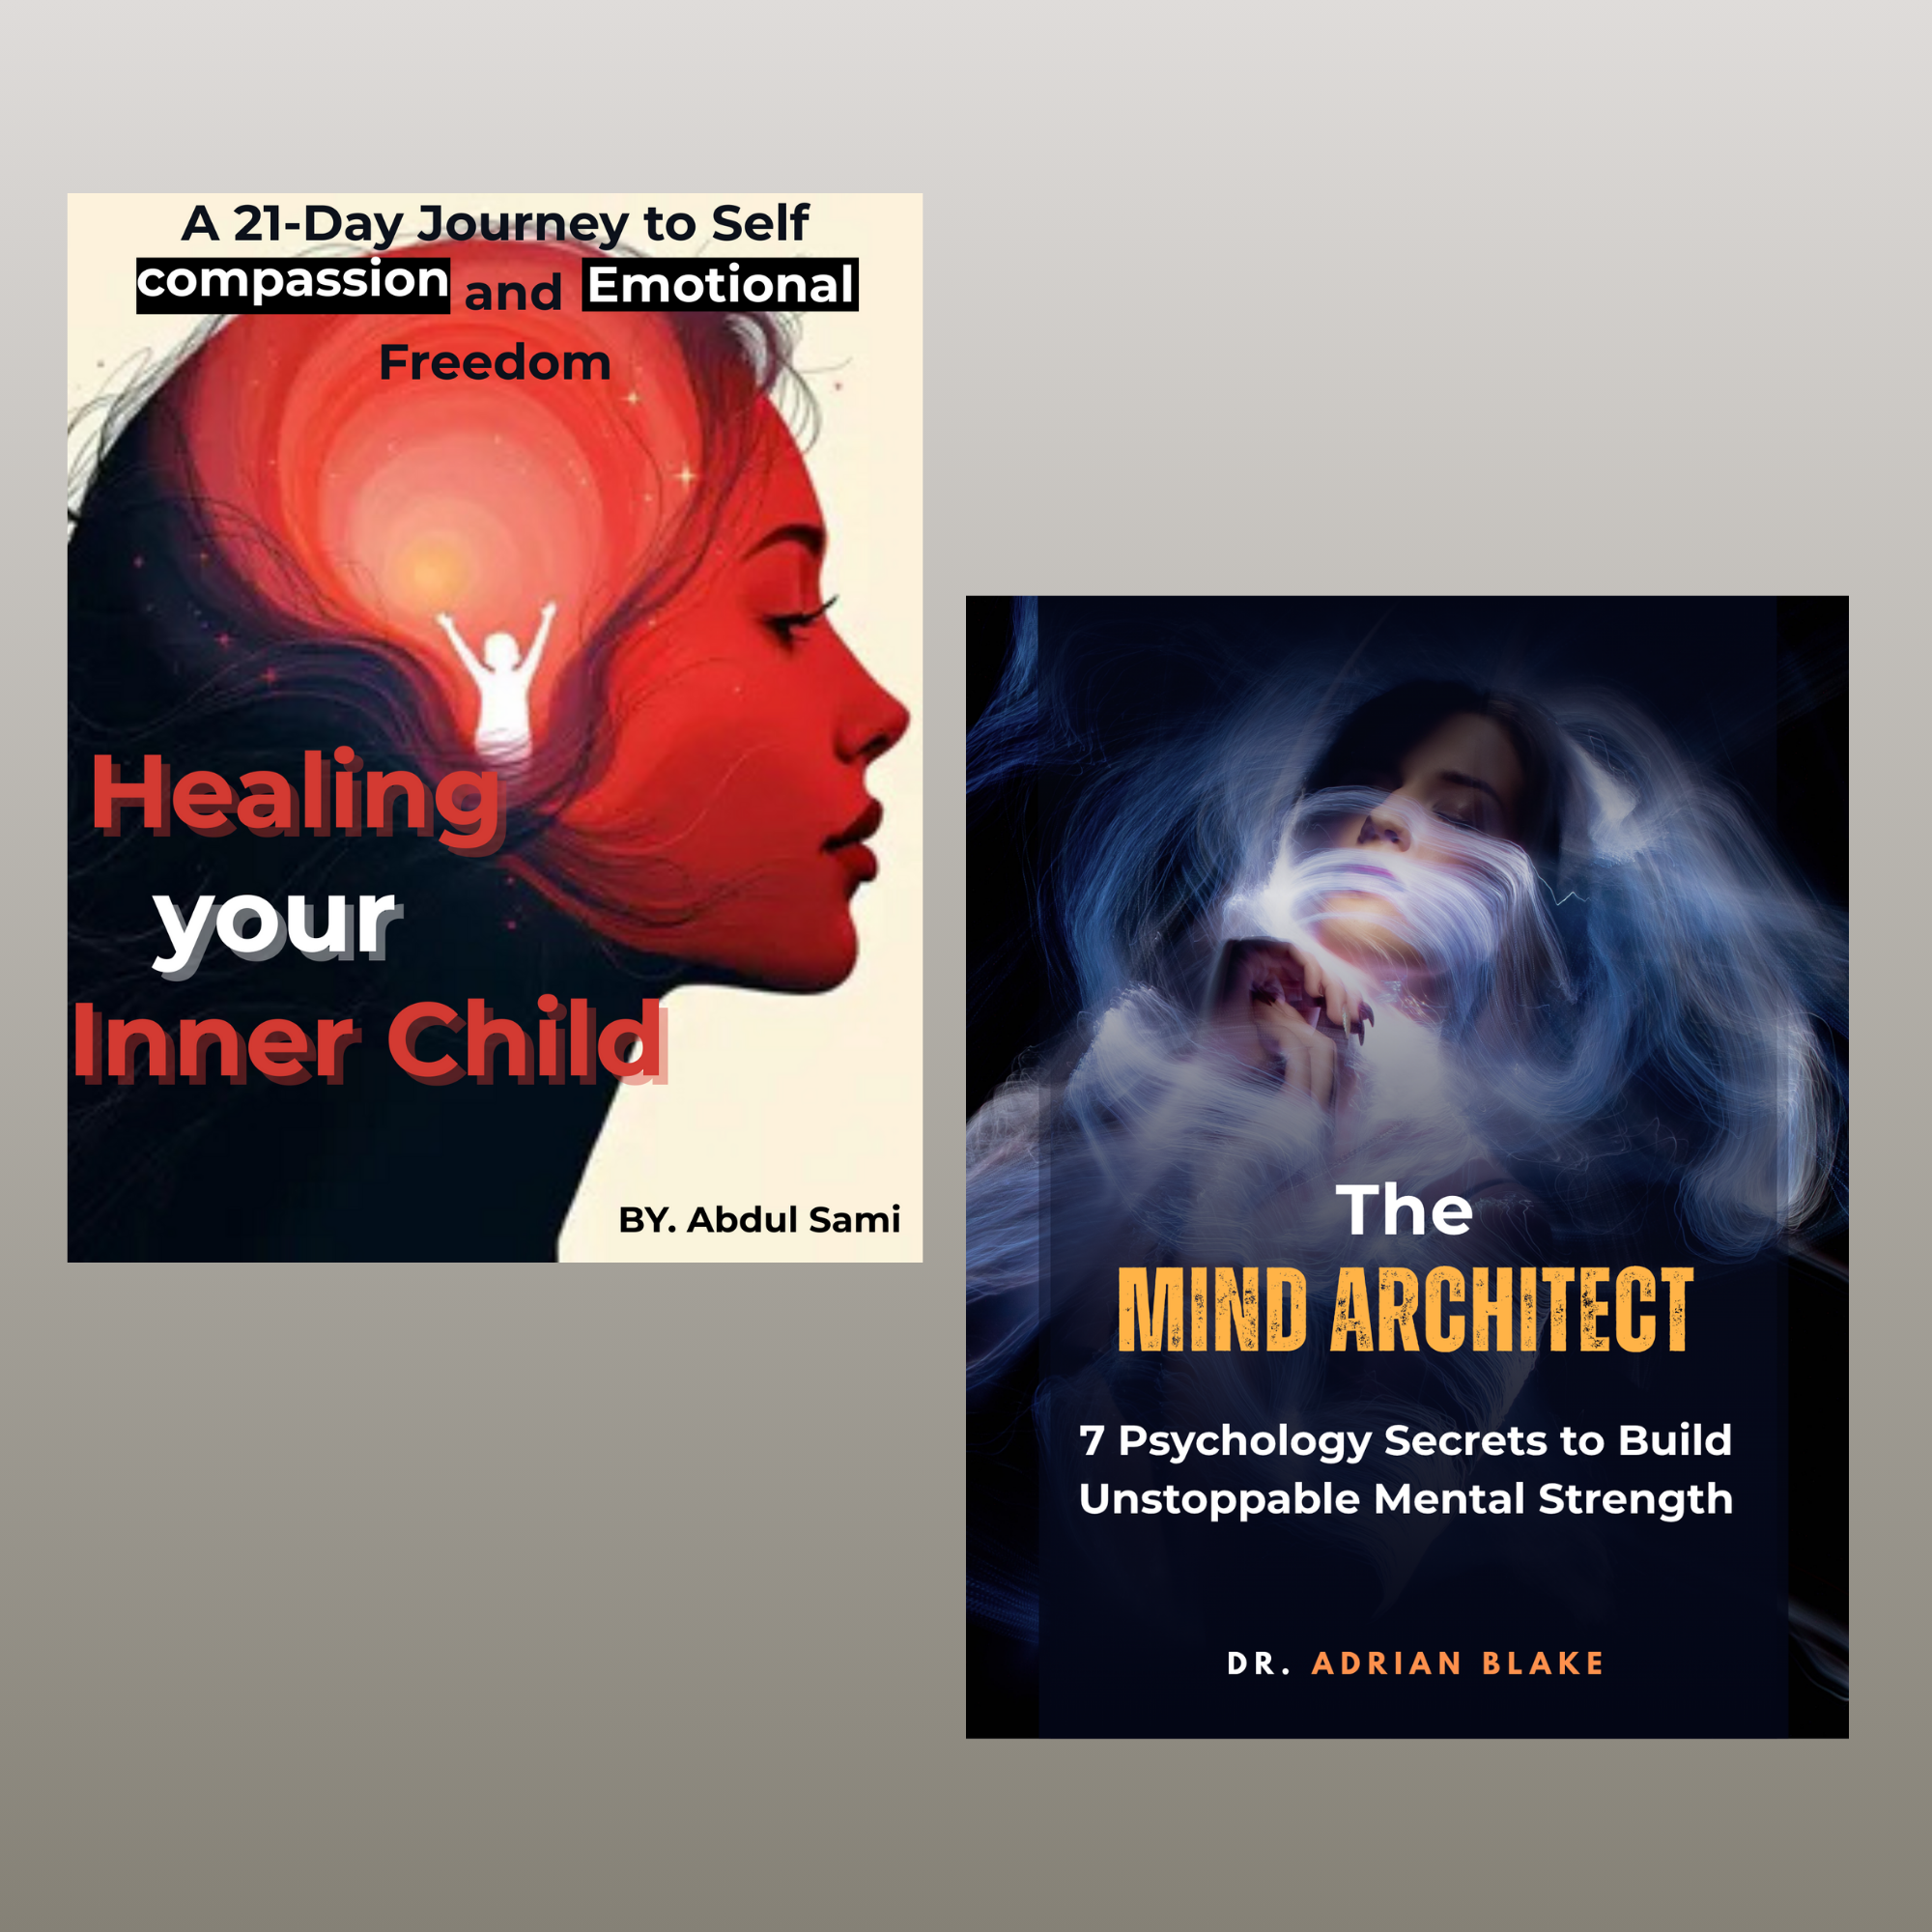 A 21-Day Journey to Self
compassion and Emotional
Freedom
Healing
your
Inner Child
BY. Abdul Sami
The
MIND ARCHITECT
7 Psychology Secrets to Build
Unstoppable Mental Strength
DR. ADRIAN BLAKE